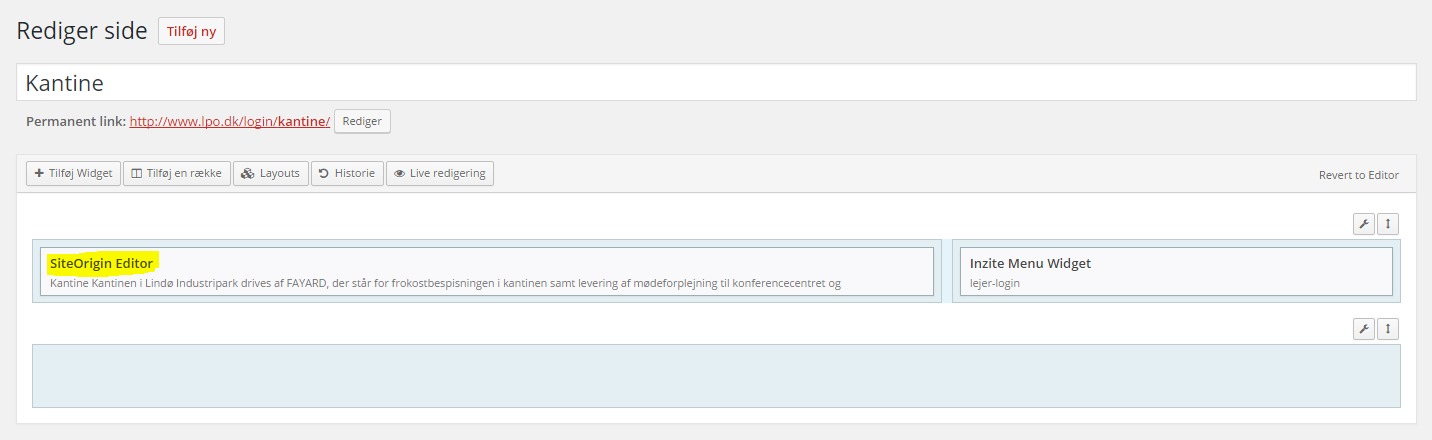 Rediger side Tilføj ny
Kantine
Permanent link: http://www.lpo.dk/login/kantine/ Rediger
Tilføj Widget Tilføj en række Layouts Historie Live redigering Revert to Editor
SiteOrigin Editor Inzite Menu Widget
Kantine Kantinen i Lindø Industripark drives af FAYARD, der står for frokostbespisningen i kantinen samt levering af mødeforplejning til konferencecentret og lejer-login